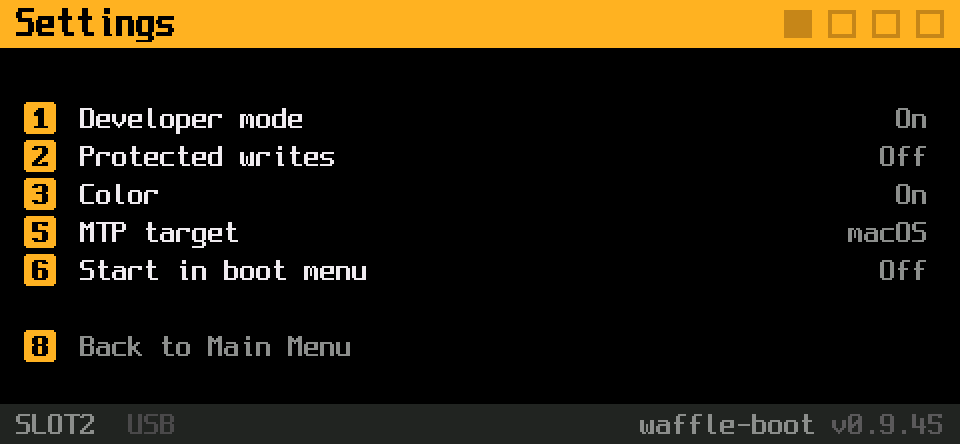 Settings
1 Developer mode On
2 Protected writes Off
3 Color On
5 MTP target macOS
6 Start in boot menu Off
8 Back to Main Menu
SLOT2 USB waffle-boot v0.9.45